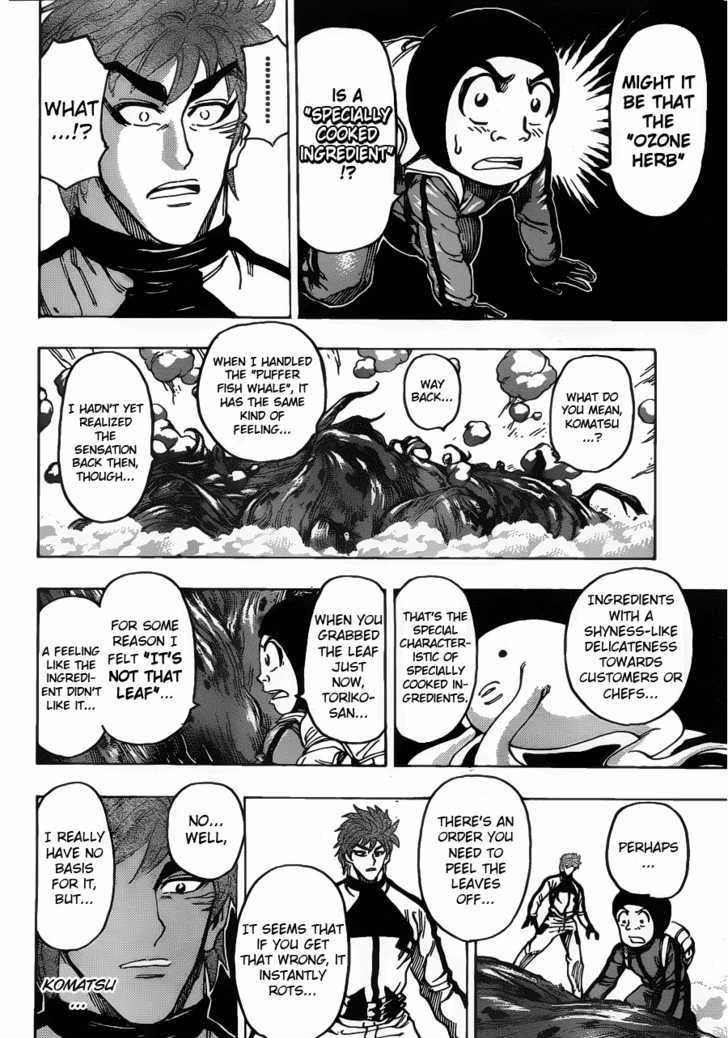 MIGHT IT
BE THAT
THE
"OZONE
HERB"
IS A
"SPECIALLY
COOKED
INGREDIENT"
!?
...........
WHAT
...!?
WHAT DO
YOU MEAN,
KOMATSU
...?
WAY
BACK...
WHEN I HANDLED
THE "PUFFER
FISH WHALE", IT
HAS THE SAME
KIND OF
FEELING...
I HADN'T YET
REALIZED
THE
SENSATION
BACK THEN,
THOUGH...
INGREDIENTS
WITH A
SHYNESS-LIKE
DELICATENESS
TOWARDS
CUSTOMERS OR
CHEFS...
THAT'S THE
SPECIAL
CHARACTER-
ISTIC OF
SPECIALLY
COOKED IN-
GREDIENTS.
WHEN YOU
GRABBED
THE LEAF
JUST
NOW,
TORIKO-
SAN...
FOR SOME
REASON I
FELT "IT'S
NOT THAT
LEAF"...
A FEELING
LIKE THE
INGREDI-
ENT DIDN'T
LIKE IT...
PERHAPS
...
THERE'S AN
ORDER YOU
NEED TO
PEEL THE
LEAVES
OFF...
IT SEEMS THAT
IF YOU GET
THAT WRONG, IT
INSTANTLY
ROTS...
NO...
WELL,
I REALLY
HAVE NO
BASIS
FOR IT,
BUT...
KOMATSU
...